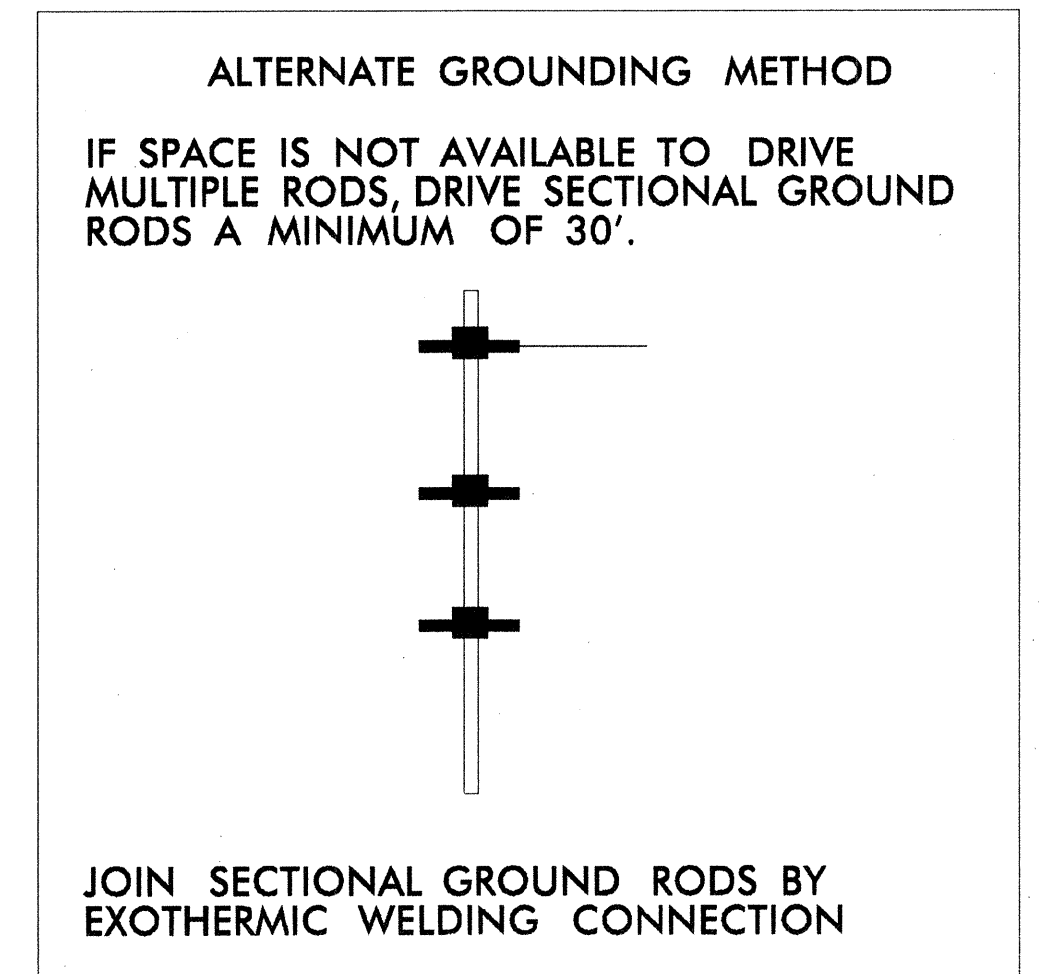 ALTERNATE GROUNDING METHOD
IF SPACE IS NOT AVAILABLE TO DRIVE
MULTIPLE RODS, DRIVE SECTIONAL GROUND
RODS A MINIMUM OF 30'.
JOIN SECTIONAL GROUND RODS BY
EXOTHERMIC WELDING CONNECTION